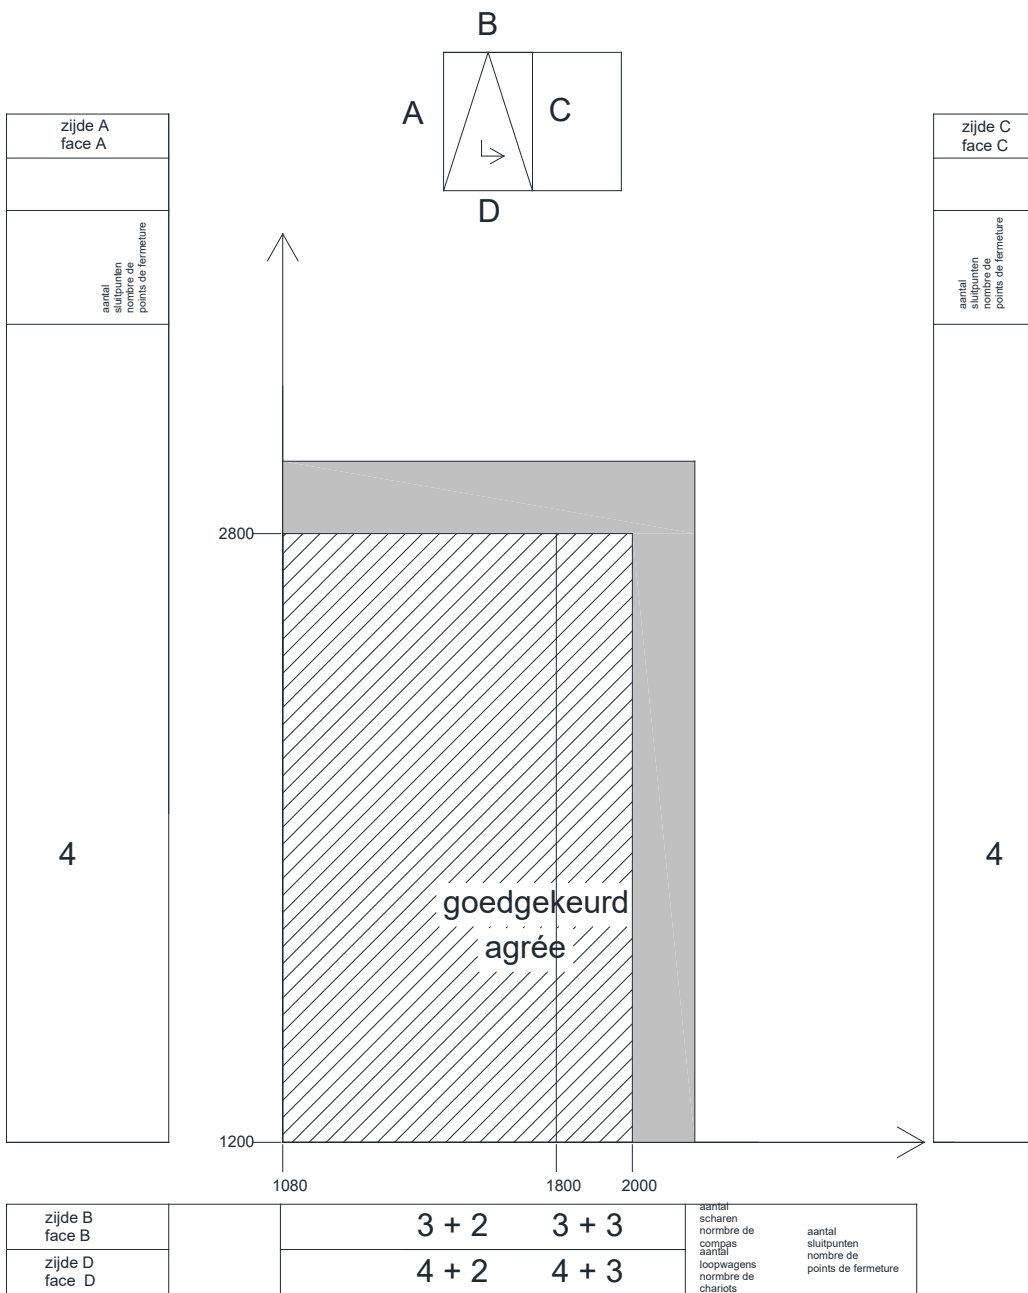 B
A
C
D
zijde A
face A
aantal
sluitpunten
nombre de
points de fermeture
4
zijde C
face C
aantal
sluitpunten
nombre de
points de fermeture
4
2800
goedgekeurd
agrée
1200
1080
1800
2000
zijde B
face B
3 + 2
3 + 3
aantal
scharen
normbre de
compas
zijde D
face D
4 + 2
4 + 3
aantal
loopwagens
normbre de
chariots
aantal
sluitpunten
nombre de
points de fermeture